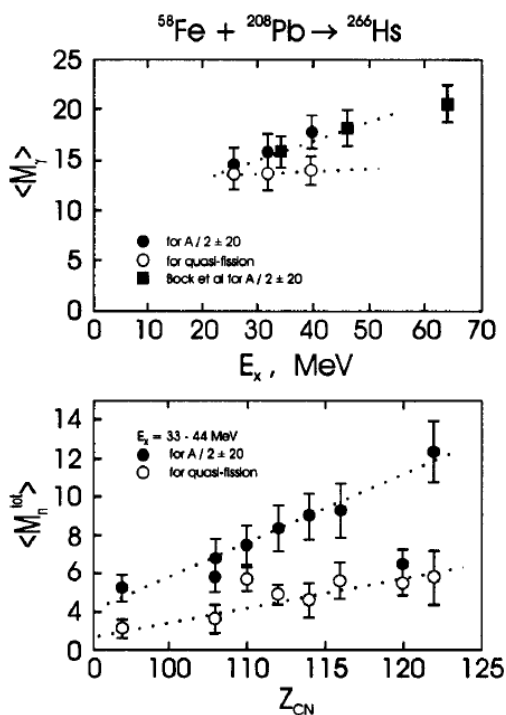 ⁵⁸Fe + ²⁰⁸Pb → ²⁶⁶Hs
25
20
15
10
5
0
<Mγ>
● for A / 2 ± 20
○ for quasi-fission
■ Bock et al for A / 2 ± 20
0 10 20 30 40 50 60 70
Eₓ , MeV
14
12
10
8
6
4
2
0
<Mₙᵗᵒᵗ>
Eₓ = 33 - 44 MeV
● for A / 2 ± 20
○ for quasi-fission
00 105 110 115 120 125
Z_CN